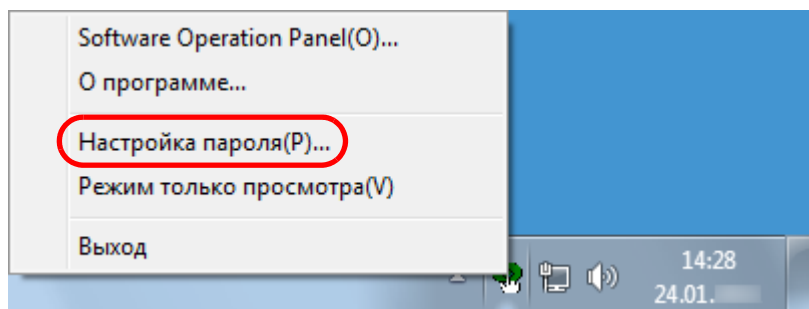 Software Operation Panel(O)...
О программе...
Настройка пароля(P)...
Режим только просмотра(V)
Выход
14:28
24.01.